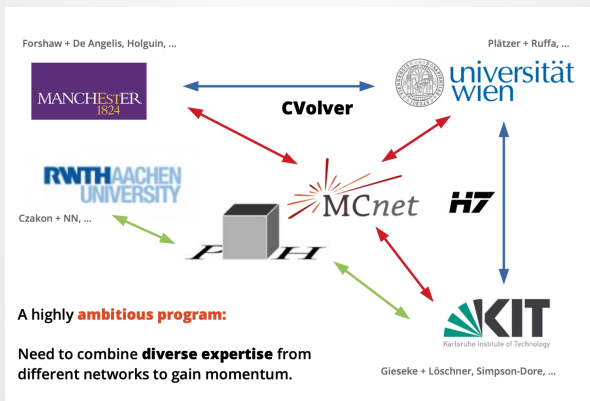 Forshaw + De Angelis, Holguin, ...
Plätzer + Ruffa, ...
MANCHESTER
1824
universität
wien
CVolver
RWTHAACHEN
UNIVERSITY
MCnet
H7
Czakon + NN, ...
P H
KIT
Karlsruhe Institute of Technology
A highly ambitious program:
Need to combine diverse expertise from
different networks to gain momentum.
Gieseke + Löschner, Simpson-Dore, ...